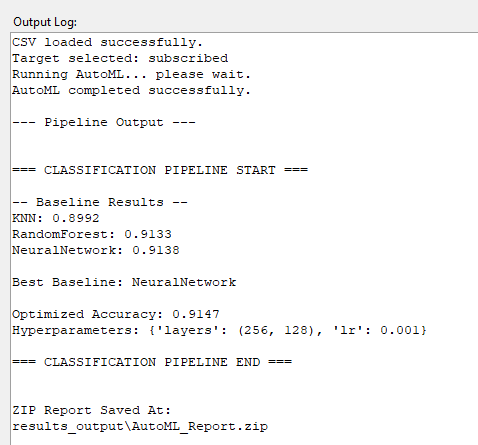 Output Log:
CSV loaded successfully.
Target selected: subscribed
Running AutoML... please wait.
AutoML completed successfully.
--- Pipeline Output ---
=== CLASSIFICATION PIPELINE START ===
-- Baseline Results --
KNN: 0.8992
RandomForest: 0.9133
NeuralNetwork: 0.9138
Best Baseline: NeuralNetwork
Optimized Accuracy: 0.9147
Hyperparameters: {'layers': (256, 128), 'lr': 0.001}
=== CLASSIFICATION PIPELINE END ===
ZIP Report Saved At:
results_output\AutoML_Report.zip